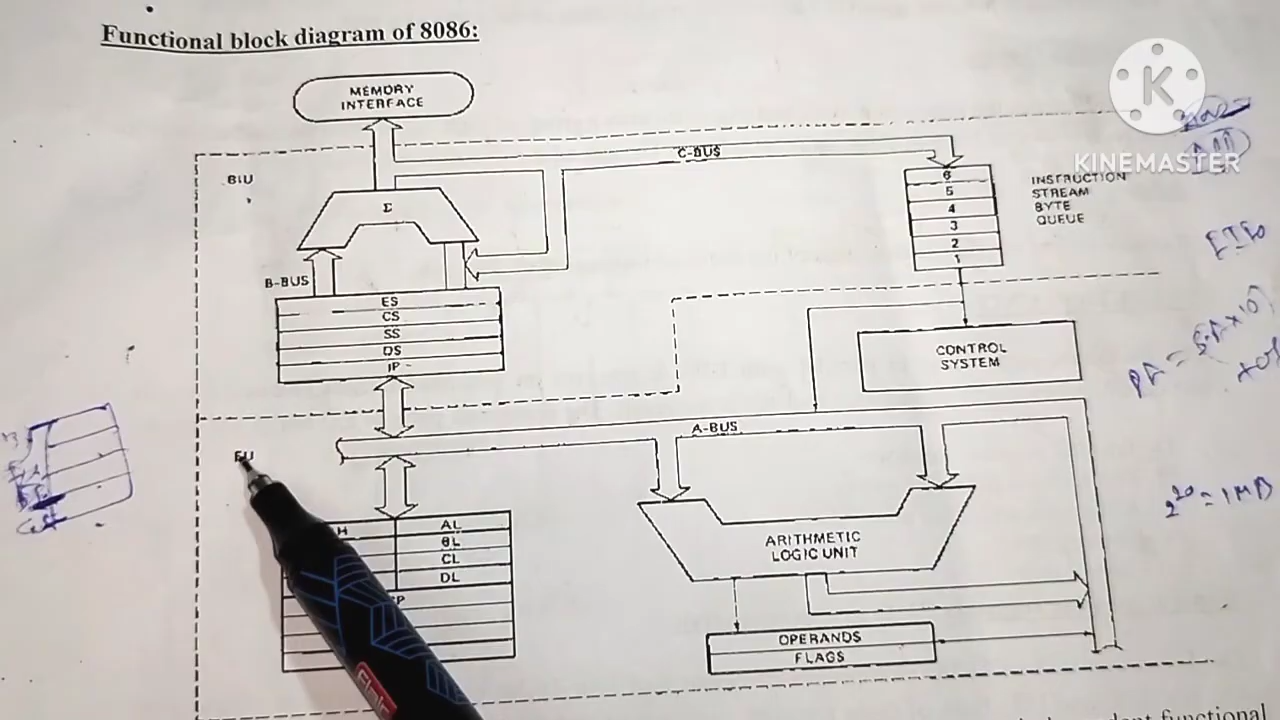 Functional block diagram of 8086:
MEMORY
INTERFACE
K
KINEMASTER
C-BUS
BIU
6
5
4
3
2
1
INSTRUCTION
STREAM
BYTE
QUEUE
Σ
B-BUS
ES
CS
SS
DS
IP
CONTROL
SYSTEM
A-BUS
EU
H
AL
BL
CL
DL
P
ARITHMETIC
LOGIC UNIT
OPERANDS
FLAGS
PA =
2^20 = 1MB
functional